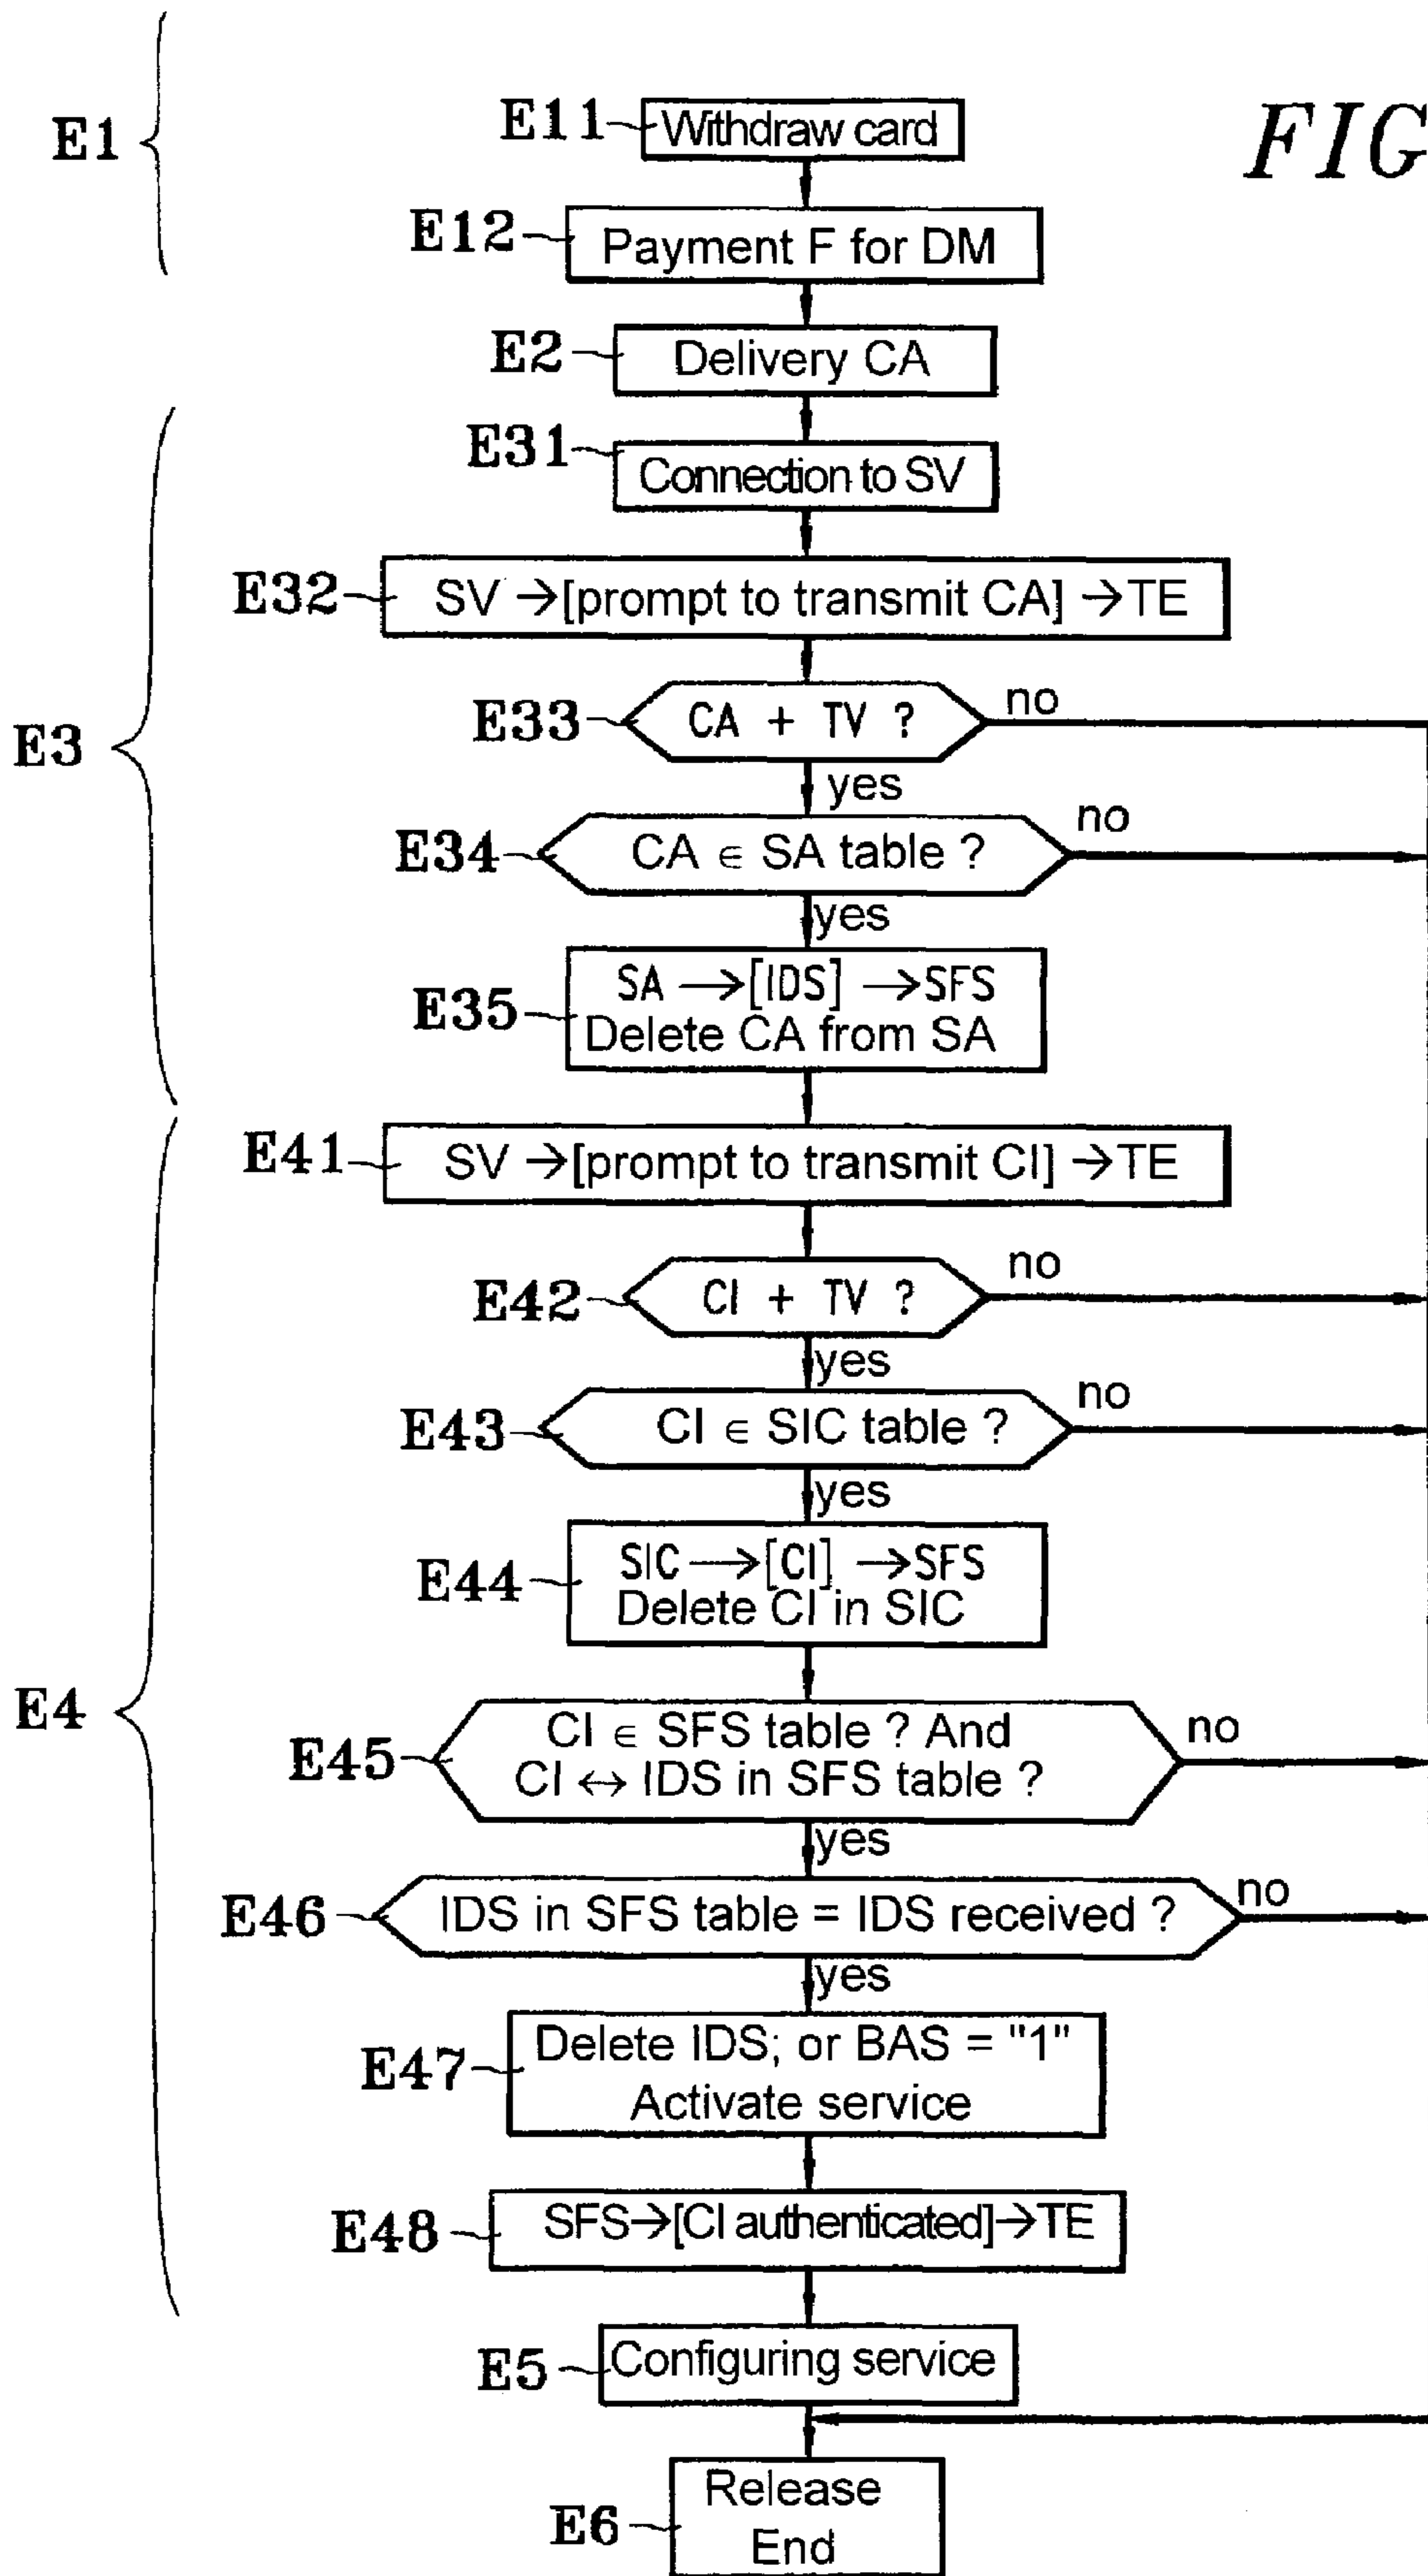 FIG
E1
E11 Withdraw card
E12 Payment F for DM
E2 Delivery CA
E31 Connection to SV
E32 SV →[prompt to transmit CA] →TE
E3
E33 CA + TV ? no
yes
E34 CA ∈ SA table ? no
yes
E35 SA →[IDS] →SFS
Delete CA from SA
E41 SV →[prompt to transmit CI] →TE
E42 CI + TV ? no
yes
E43 CI ∈ SIC table ? no
yes
E44 SIC →[CI] →SFS
Delete CI in SIC
E4
E45 CI ∈ SFS table ? And no
CI ↔ IDS in SFS table ?
yes
E46 IDS in SFS table = IDS received ? no
yes
E47 Delete IDS; or BAS = "1"
Activate service
E48 SFS→[CI authenticated]→TE
E5 Configuring service
E6 Release
End